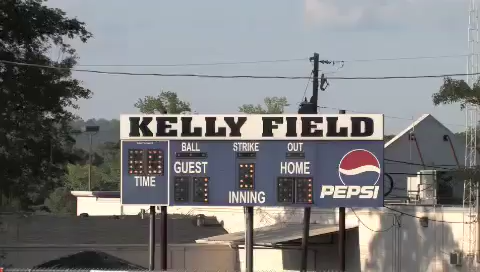 KELLY FIELD
BALL STRIKE OUT
GUEST HOME
TIME INNING
PEPSI